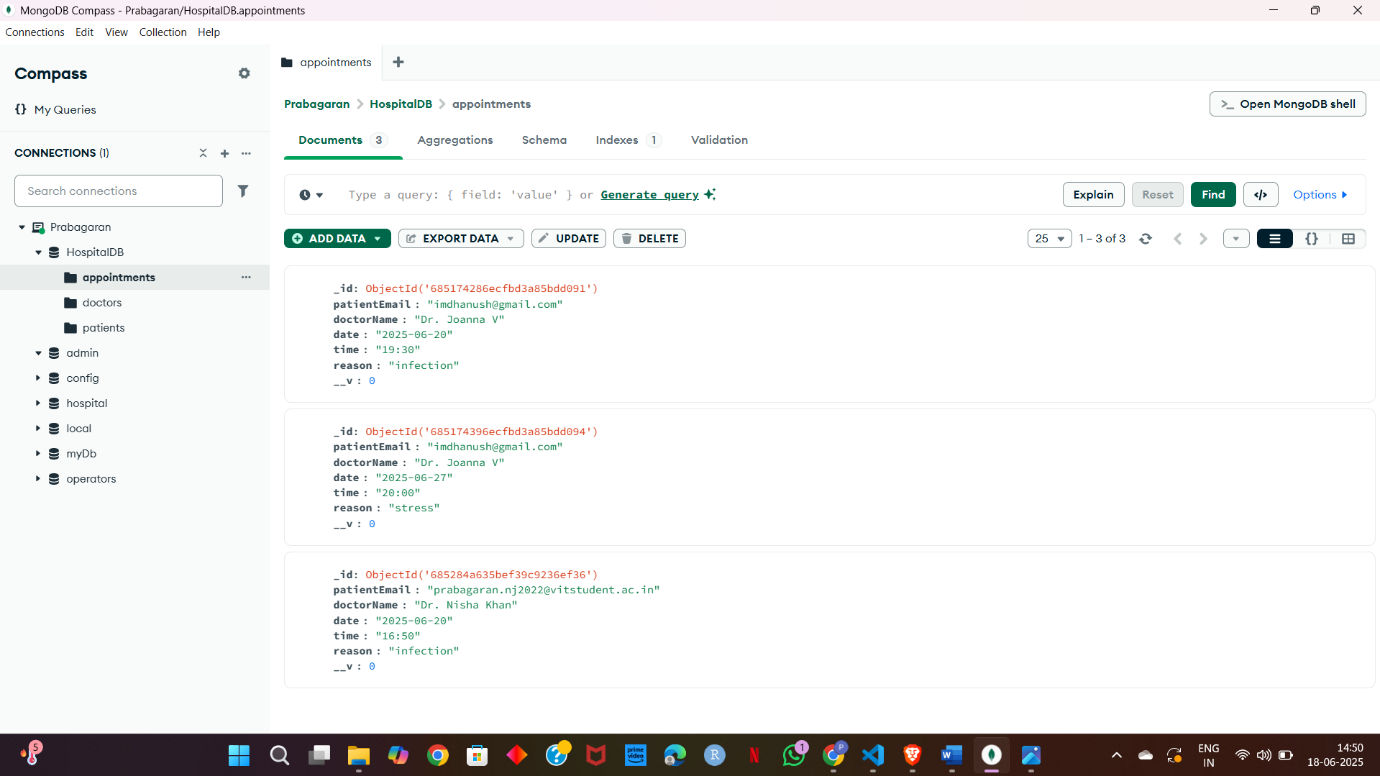 MongoDB Compass - Prabagaran/HospitalDB.appointments
Connections Edit View Collection Help
Compass
{} My Queries
CONNECTIONS (1)
Search connections
Prabagaran
HospitalDB
appointments
doctors
patients
admin
config
hospital
local
myDb
operators
appointments
Prabagaran > HospitalDB > appointments
>_ Open MongoDB shell
Documents 3 Aggregations Schema Indexes 1 Validation
Type a query: { field: 'value' } or Generate query
Explain Reset Find </> Options
ADD DATA EXPORT DATA UPDATE DELETE
25 1 – 3 of 3 {}
_id: ObjectId('685174286ecfbd3a85bdd091')
patientEmail : "imdhanush@gmail.com"
doctorName : "Dr. Joanna V"
date : "2025-06-20"
time : "19:30"
reason : "infection"
__v : 0
_id: ObjectId('685174396ecfbd3a85bdd094')
patientEmail : "imdhanush@gmail.com"
doctorName : "Dr. Joanna V"
date : "2025-06-27"
time : "20:00"
reason : "stress"
__v : 0
_id: ObjectId('685284a635bef39c9236ef36')
patientEmail : "prabagaran.nj2022@vitstudent.ac.in"
doctorName : "Dr. Nisha Khan"
date : "2025-06-20"
time : "16:50"
reason : "infection"
__v : 0
5
prime video
R
N
1
P
W
ENG
IN
14:50
18-06-2025